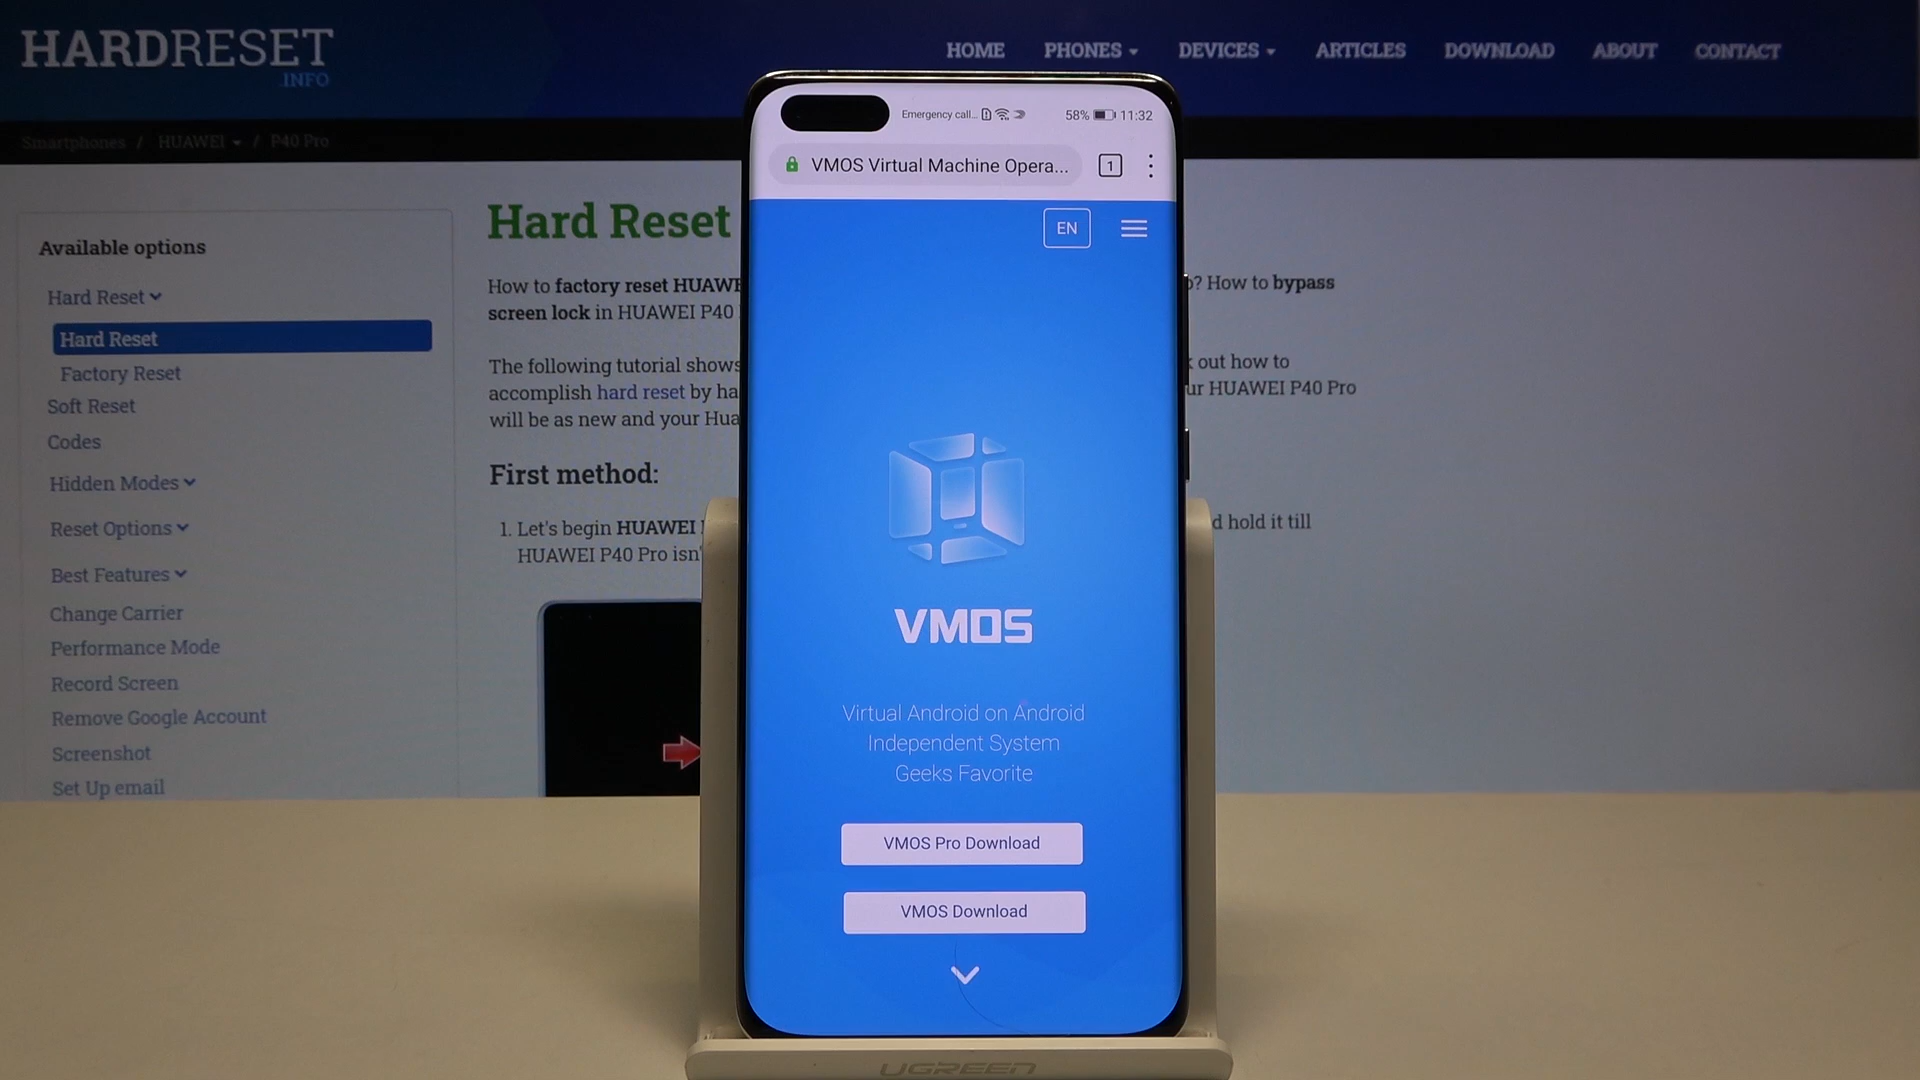 HARDRESET
.INFO
HOME PHONES DEVICES ARTICLES DOWNLOAD ABOUT CONTACT
Smartphones / HUAWEI / P40 Pro
Available options
Hard Reset
Hard Reset
Factory Reset
Soft Reset
Codes
Hidden Modes
Reset Options
Best Features
Change Carrier
Performance Mode
Record Screen
Remove Google Account
Screenshot
Set Up email
Hard Reset
How to factory reset
screen lock in HUAWEI P40
The following tutorial shows
accomplish hard reset by
will be as new and your
First method:
1. Let's begin HUAWEI
HUAWEI P40 Pro
? How to bypass
out how to
HUAWEI P40 Pro
hold it till
Emergency call... 58% 11:32
VMOS Virtual Machine Opera... 1
EN
VMOS
Virtual Android on Android
Independent System
Geeks Favorite
VMOS Pro Download
VMOS Download
UGREEN